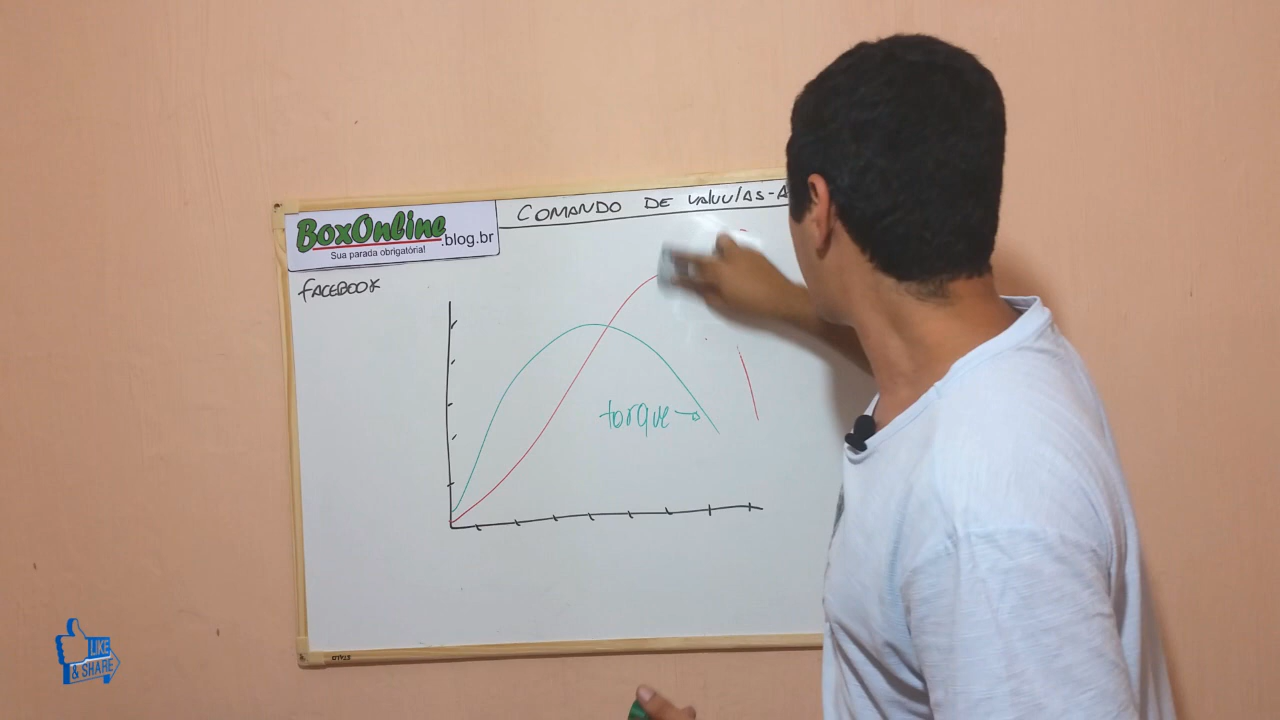 COMANDO DE VALVULAS-A
BoxOnline.blog.br
Sua parada obrigatória!
FACEBOOK
torque
LIKE
& SHARE